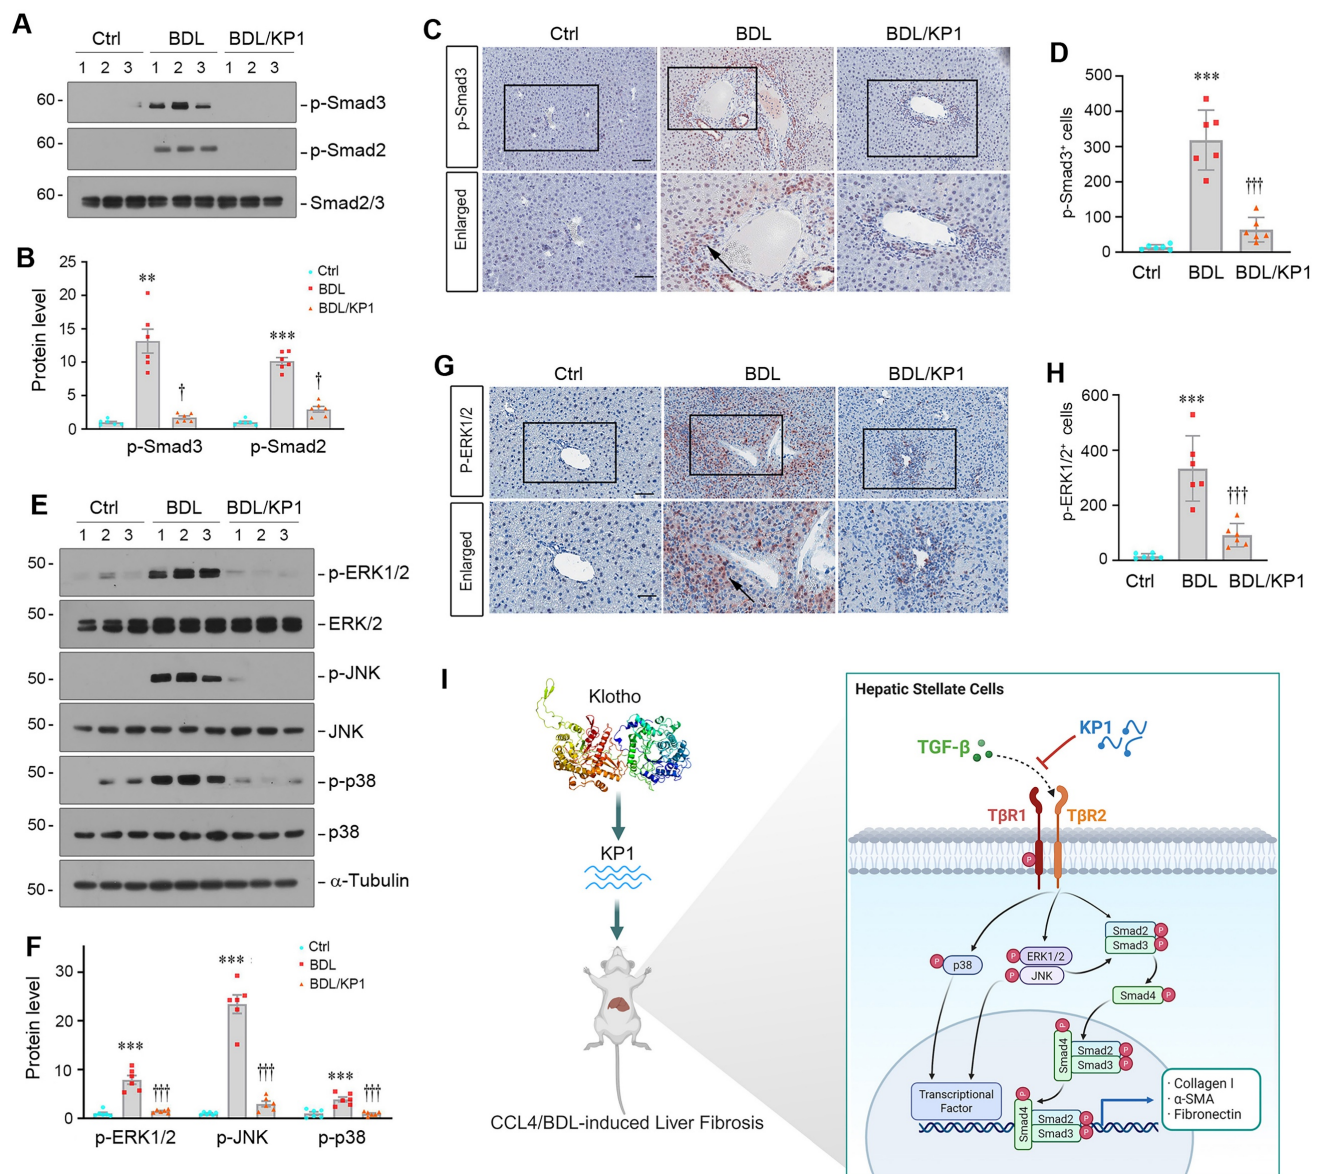 A
Ctrl BDL BDL/KP1
1 2 3 1 2 3 1 2 3
60- -p-Smad3
60- -p-Smad2
60- -Smad2/3
B
Protein level
25
20
15
10
5
0
Ctrl
BDL
BDL/KP1
** † *** †
p-Smad3 p-Smad2
C
Ctrl BDL BDL/KP1
p-Smad3
Enlarged
D
p-Smad3+ cells
500
400
300
200
100
0
***
†††
Ctrl BDL BDL/KP1
E
Ctrl BDL BDL/KP1
1 2 3 1 2 3 1 2 3
50- -p-ERK1/2
50- -ERK/2
50- -p-JNK
50- -JNK
50- -p-p38
50- -p38
50- -α-Tubulin
F
Protein level
30
20
10
0
Ctrl
BDL
BDL/KP1
*** ††† *** ††† *** †††
p-ERK1/2 p-JNK p-p38
G
Ctrl BDL BDL/KP1
P-ERK1/2
Enlarged
H
p-ERK1/2+ cells
600
400
200
0
***
†††
Ctrl BDL BDL/KP1
I
Klotho
KP1
CCL4/BDL-induced Liver Fibrosis
Hepatic Stellate Cells
TGF-β
KP1
TβR1 TβR2
P
p38
P
ERK1/2
P
JNK
P
Smad2
P
Smad3
P
Smad4
P
Smad4
P
Smad2
P
Smad3
P
Transcriptional
Factor
Smad4
P
Smad2
P
Smad3
P
· Collagen I
· α-SMA
· Fibronectin